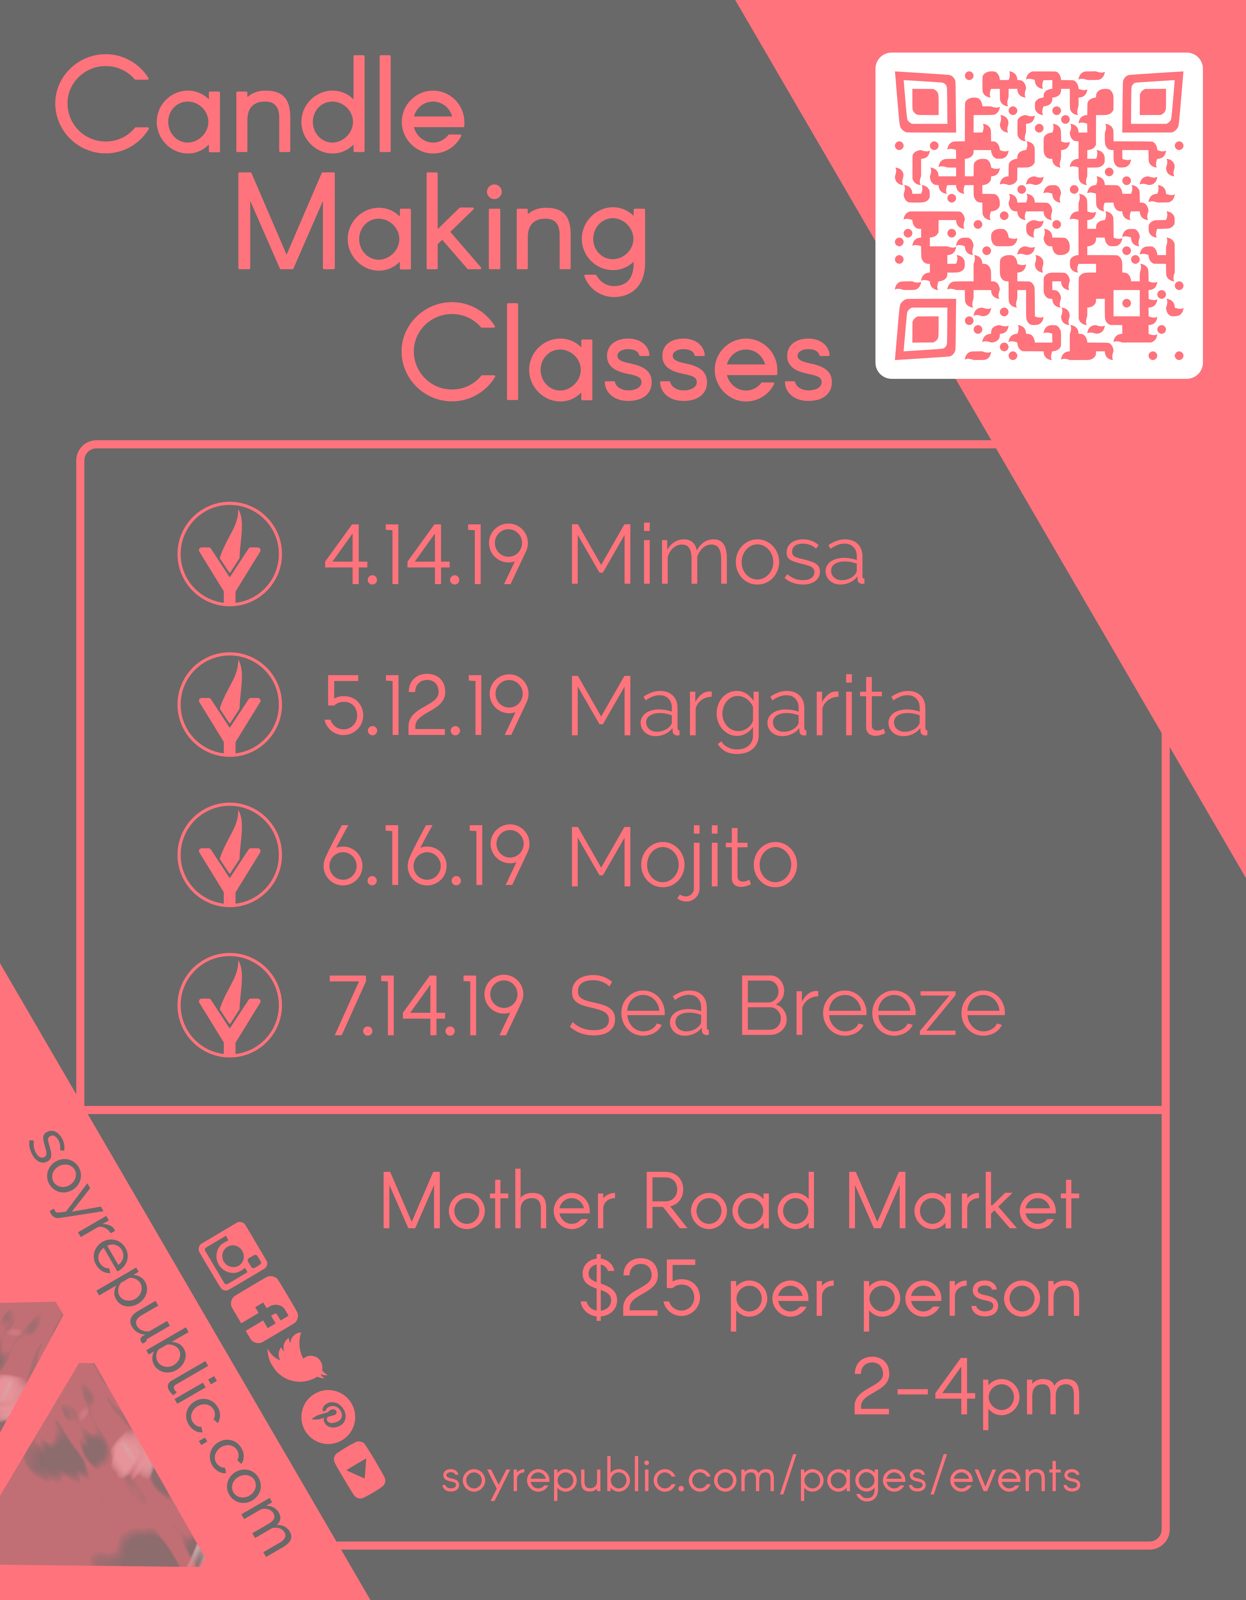 Candle
Making
Classes
4.14.19 Mimosa
5.12.19 Margarita
6.16.19 Mojito
7.14.19 Sea Breeze
Mother Road Market
$25 per person
2-4pm
soyrepublic.com/pages/events
soyrepublic.com